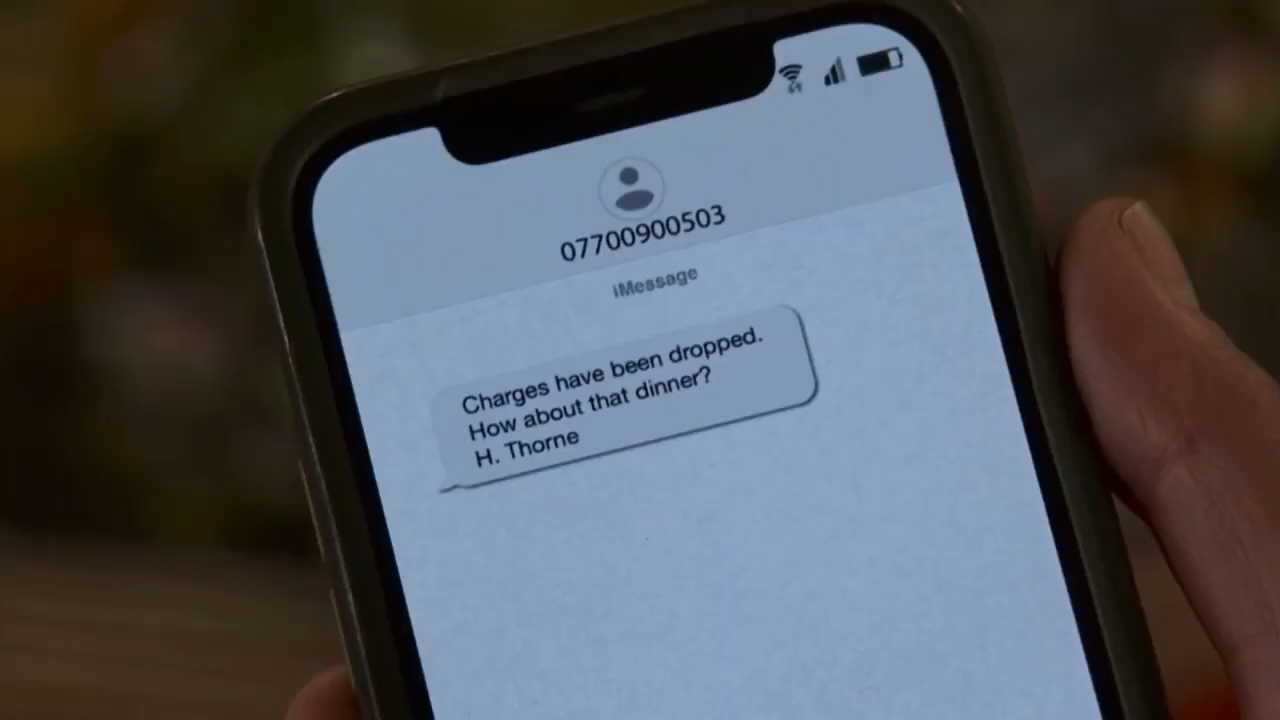 07700900503
iMessage
Charges have been dropped.
How about that dinner?
H. Thorne